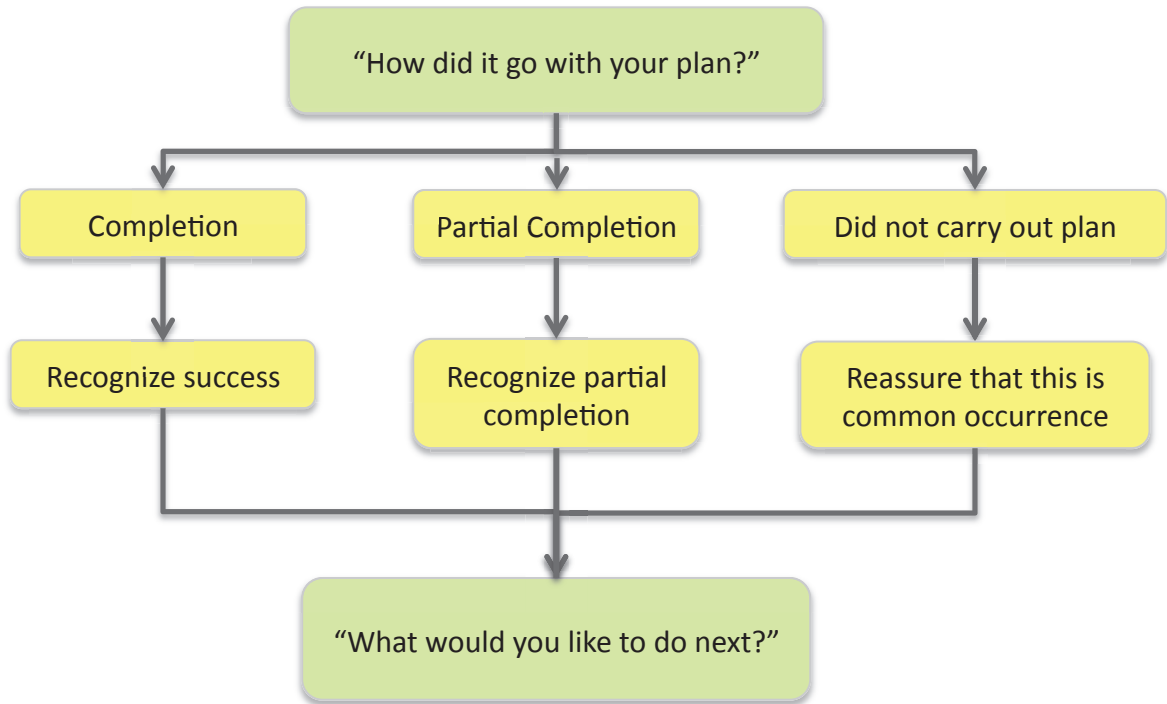 “How did it go with your plan?”
Completion
Partial Completion
Did not carry out plan
Recognize success
Recognize partial
completion
Reassure that this is
common occurrence
“What would you like to do next?”